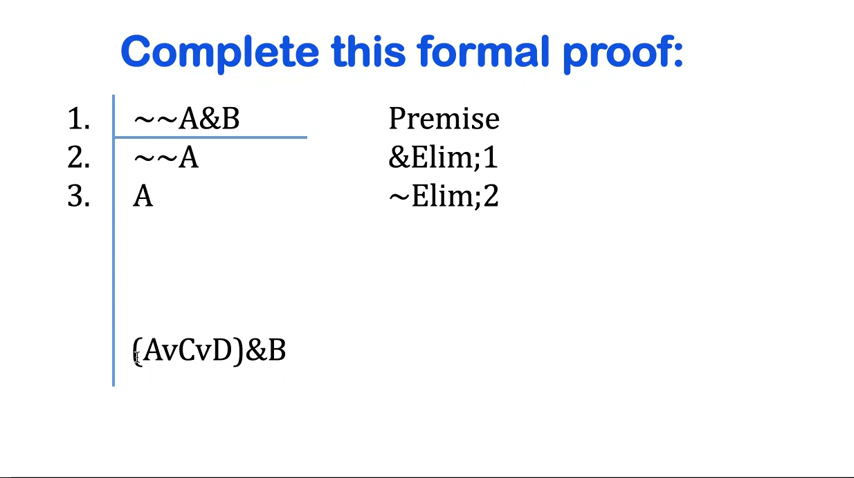 Complete this formal proof:
1. ~~A&B Premise
2. ~~A &Elim;1
3. A ~Elim;2
(AvCvD)&B